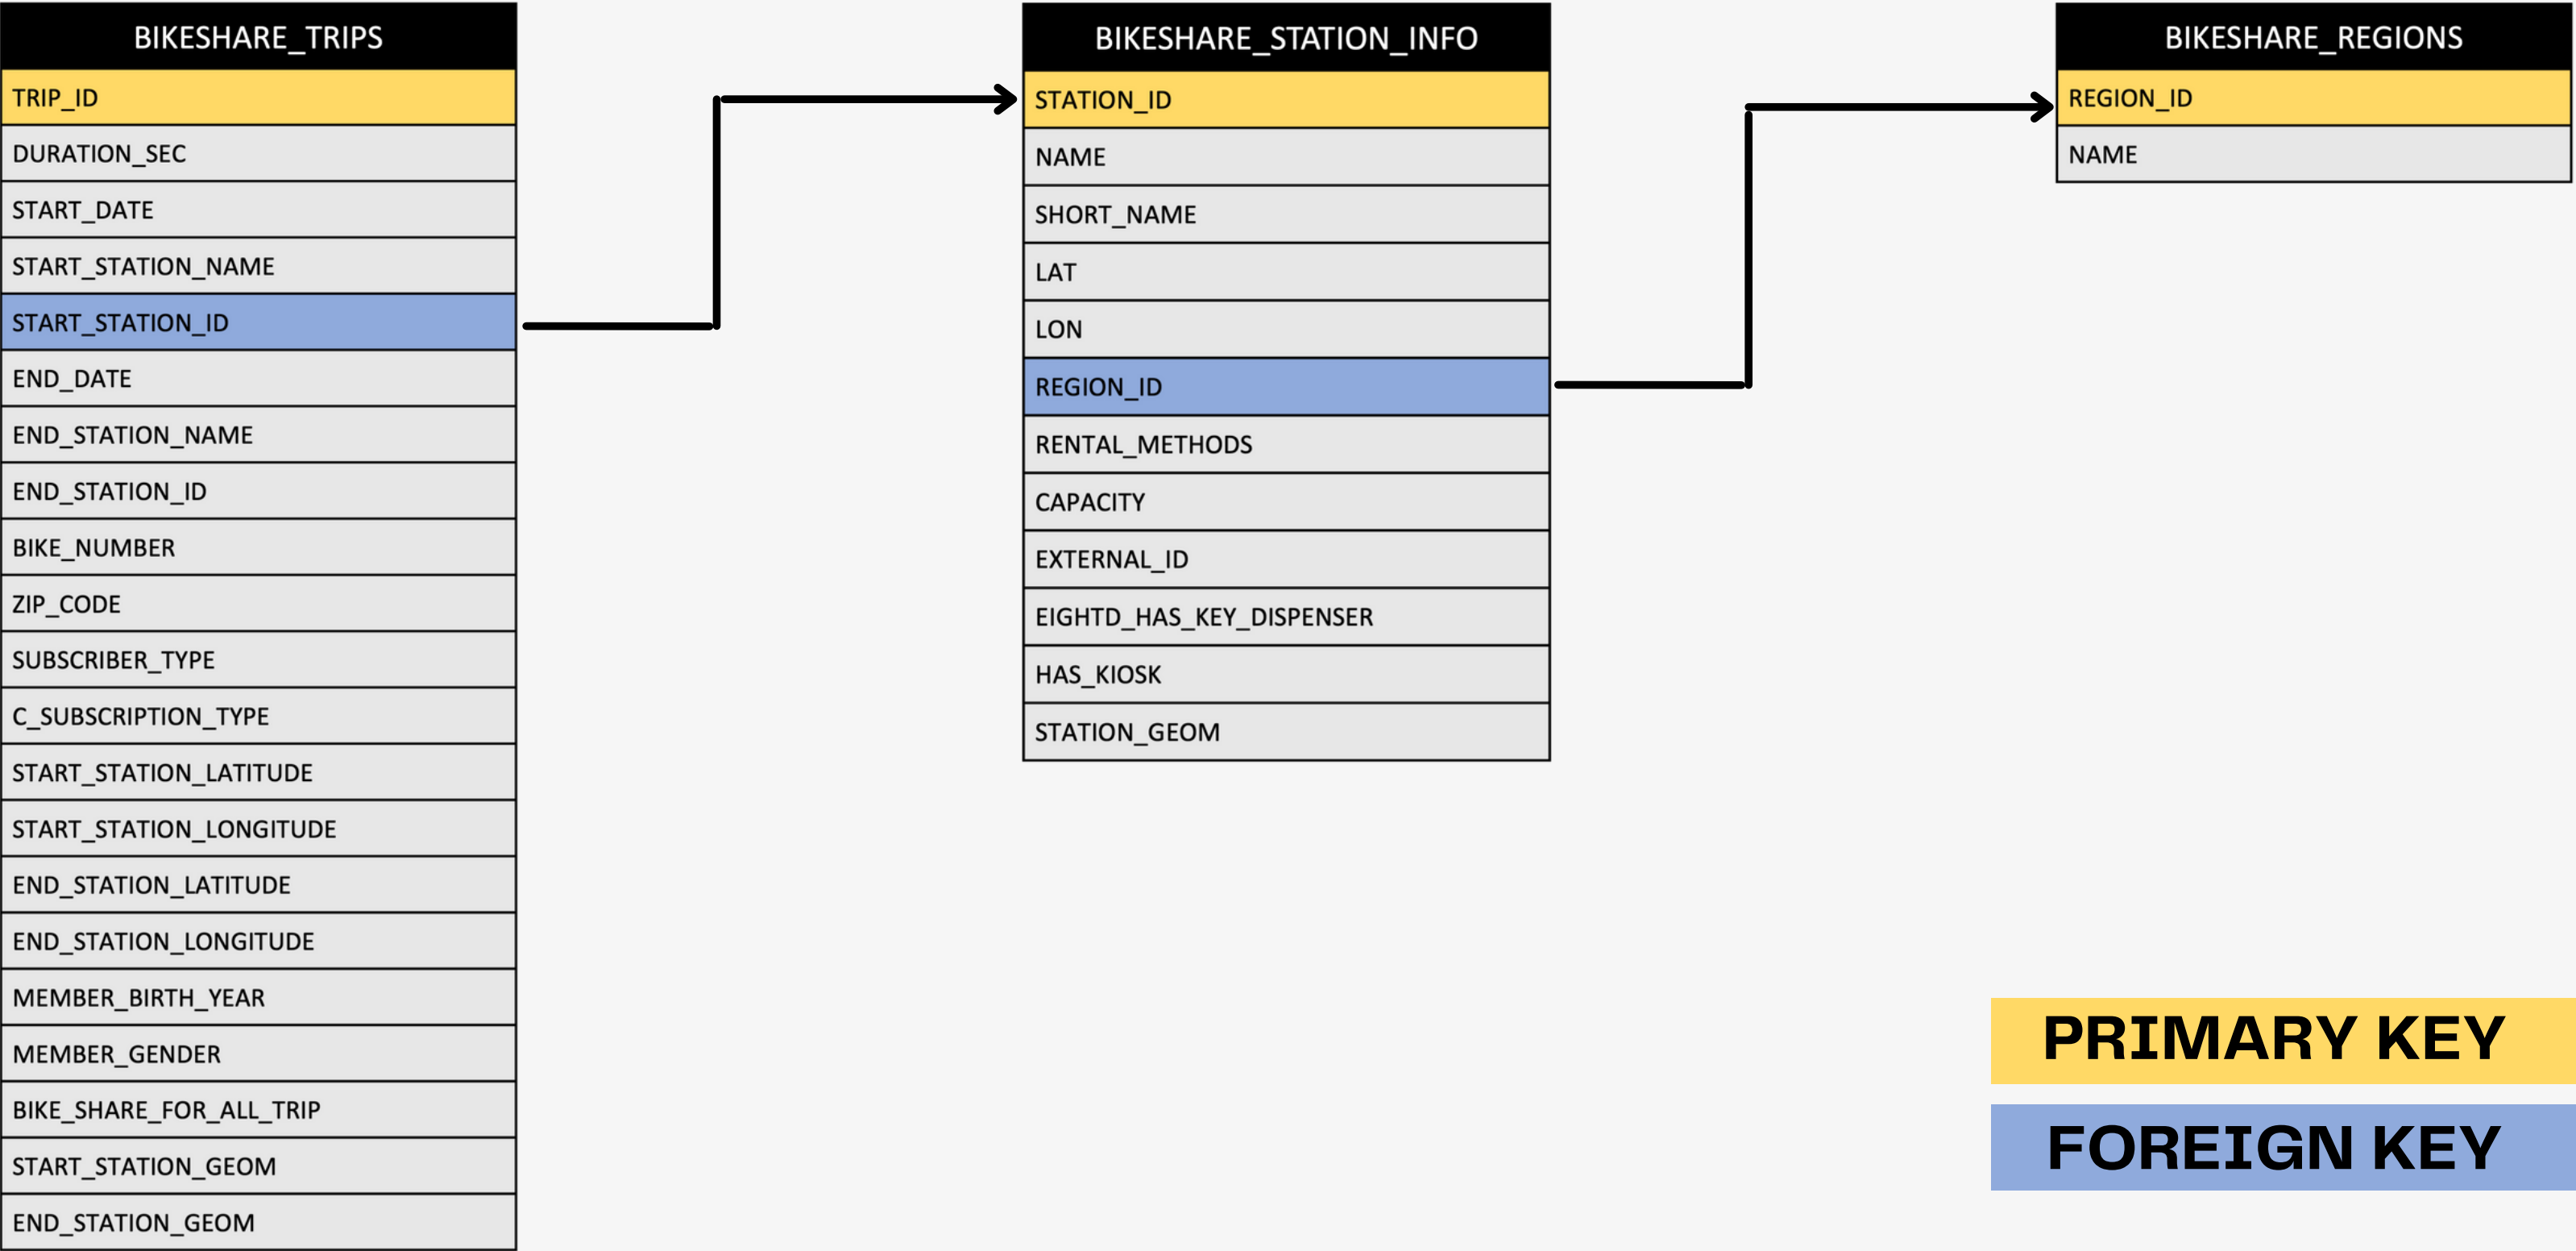 BIKESHARE_TRIPS
TRIP_ID
DURATION_SEC
START_DATE
START_STATION_NAME
START_STATION_ID
END_DATE
END_STATION_NAME
END_STATION_ID
BIKE_NUMBER
ZIP_CODE
SUBSCRIBER_TYPE
C_SUBSCRIPTION_TYPE
START_STATION_LATITUDE
START_STATION_LONGITUDE
END_STATION_LATITUDE
END_STATION_LONGITUDE
MEMBER_BIRTH_YEAR
MEMBER_GENDER
BIKE_SHARE_FOR_ALL_TRIP
START_STATION_GEOM
END_STATION_GEOM
BIKESHARE_STATION_INFO
STATION_ID
NAME
SHORT_NAME
LAT
LON
REGION_ID
RENTAL_METHODS
CAPACITY
EXTERNAL_ID
EIGHTD_HAS_KEY_DISPENSER
HAS_KIOSK
STATION_GEOM
BIKESHARE_REGIONS
REGION_ID
NAME
PRIMARY KEY
FOREIGN KEY